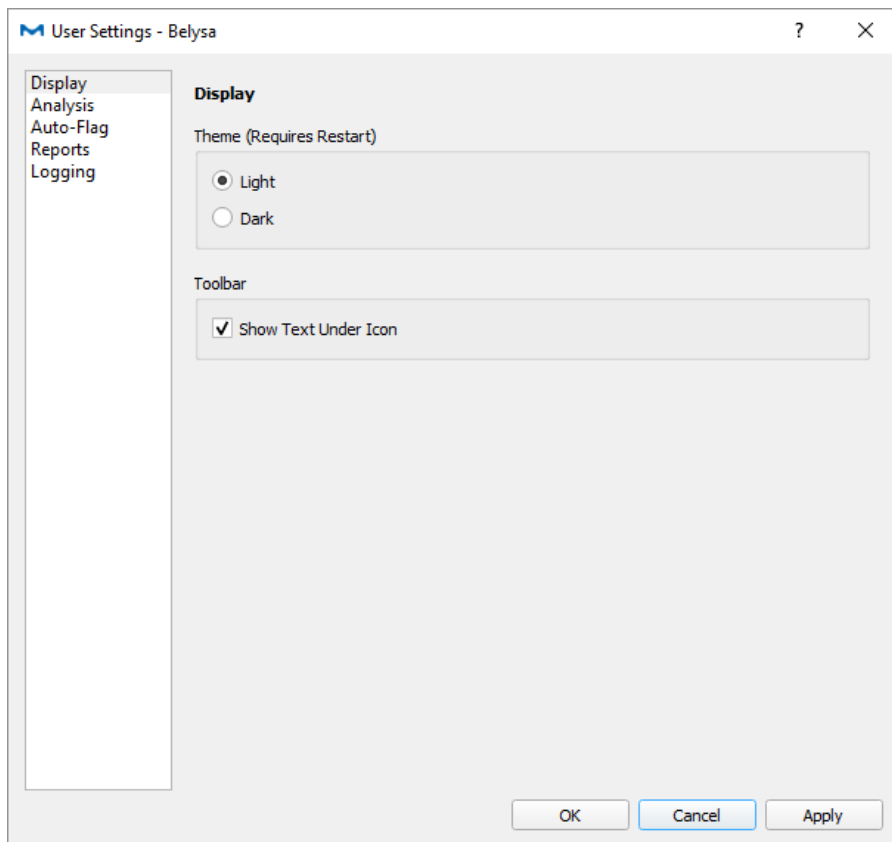 User Settings - Belysa
?
Display
Analysis
Auto-Flag
Reports
Logging
Display
Theme (Requires Restart)
Light
Dark
Toolbar
Show Text Under Icon
OK
Cancel
Apply